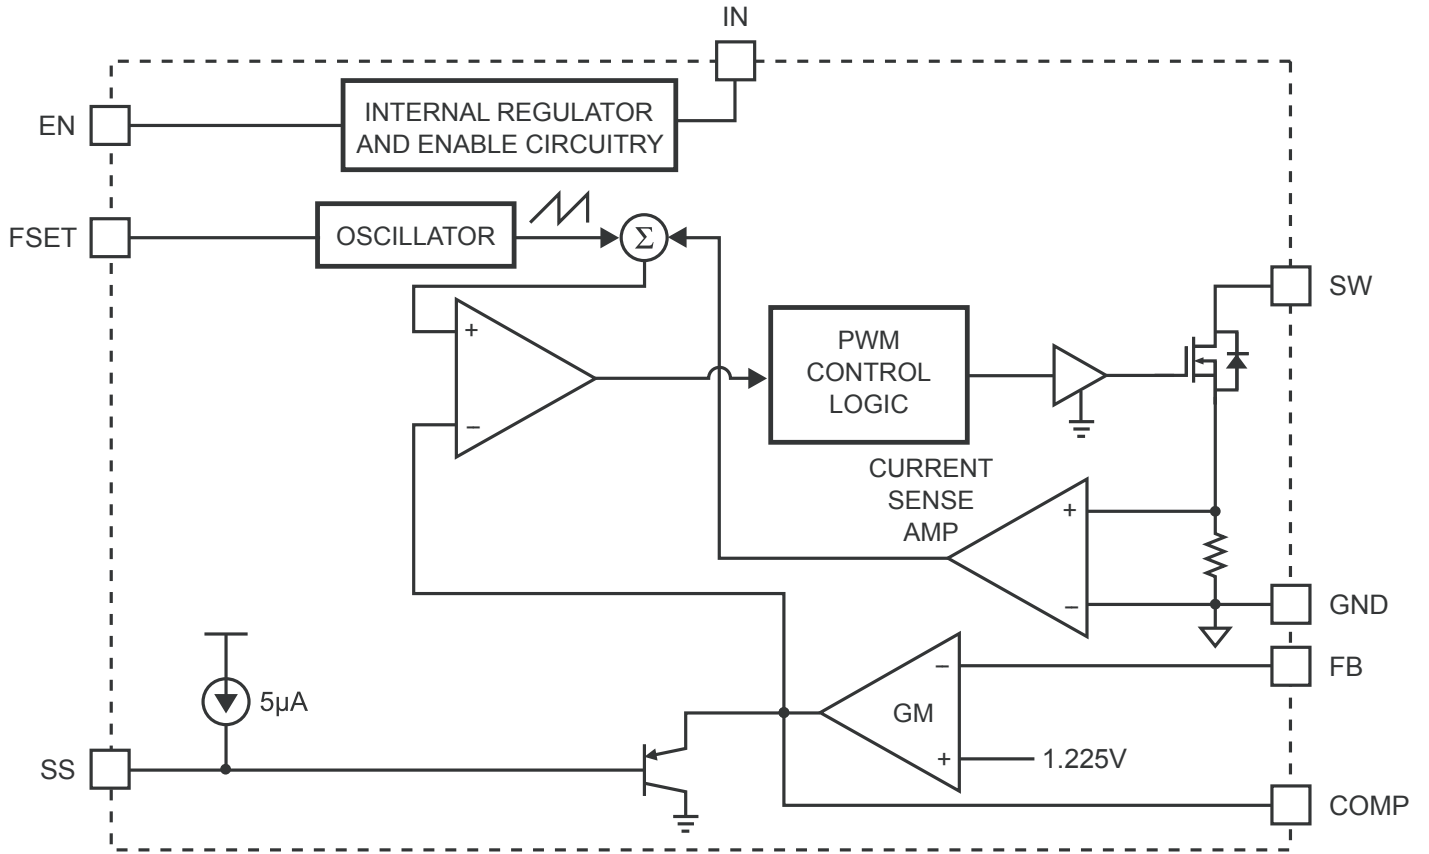 IN
EN
INTERNAL REGULATOR
AND ENABLE CIRCUITRY
FSET
OSCILLATOR
Σ
SW
+
−
PWM
CONTROL
LOGIC
CURRENT
SENSE
AMP
+
−
GND
FB
−
GM
+
1.225V
5µA
SS
COMP